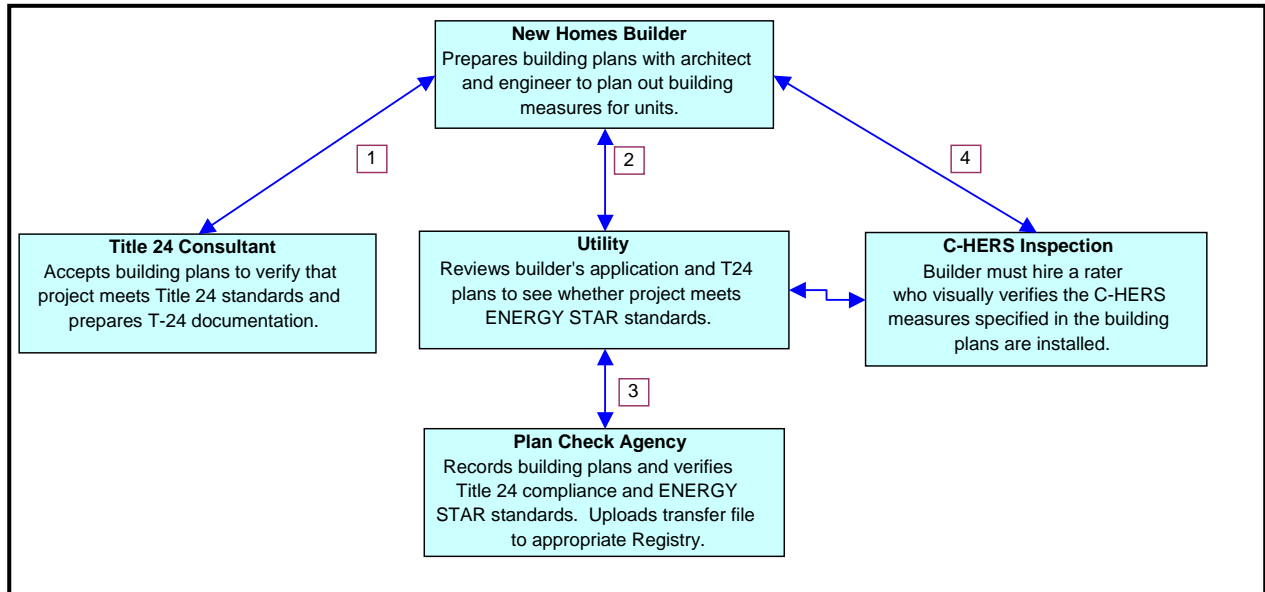 New Homes Builder
Prepares building plans with architect
and engineer to plan out building
measures for units.
1
2
4
Title 24 Consultant
Accepts building plans to verify that
project meets Title 24 standards and
prepares T-24 documentation.
Utility
Reviews builder's application and T24
plans to see whether project meets
ENERGY STAR standards.
C-HERS Inspection
Builder must hire a rater
who visually verifies the C-HERS
measures specified in the building
plans are installed.
3
Plan Check Agency
Records building plans and verifies
Title 24 compliance and ENERGY
STAR standards.  Uploads transfer file
to appropriate Registry.